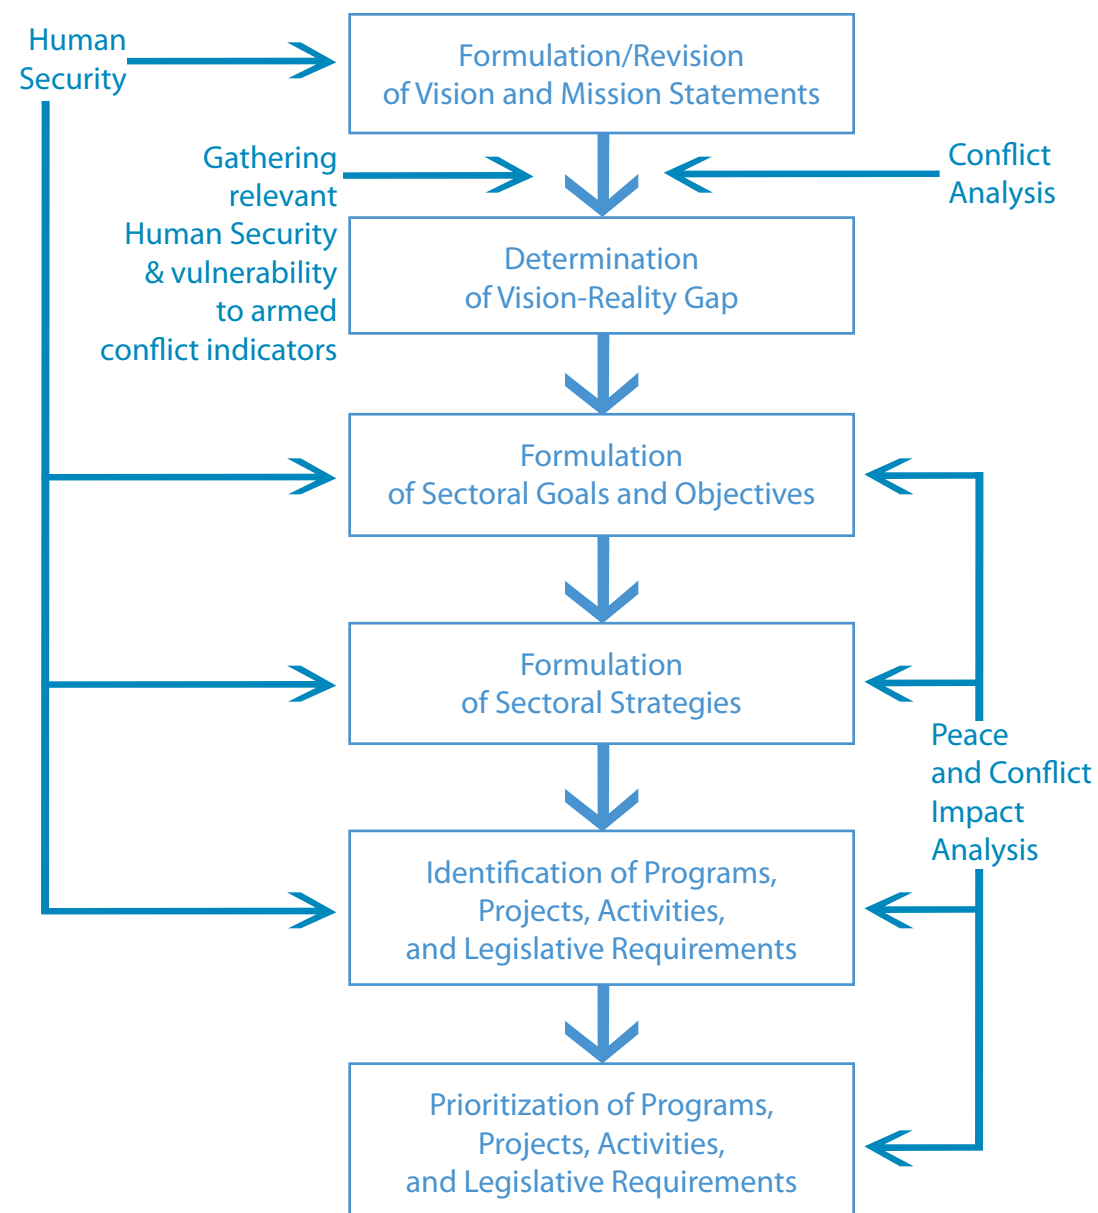 Human
Security
Formulation/Revision
of Vision and Mission Statements
Gathering
relevant
Human Security
& vulnerability
to armed
conflict indicators
Conflict
Analysis
Determination
of Vision-Reality Gap
Formulation
of Sectoral Goals and Objectives
Formulation
of Sectoral Strategies
Peace
and Conflict
Impact
Analysis
Identification of Programs,
Projects, Activities,
and Legislative Requirements
Prioritization of Programs,
Projects, Activities,
and Legislative Requirements